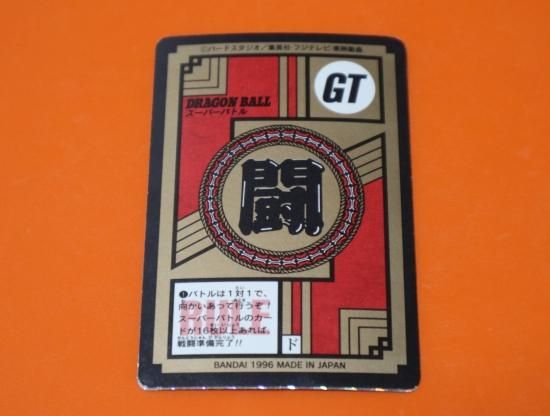 ©バードスタジオ／集英社・フジテレビ・東映動画
GT
DRAGON BALL
スーパーバトル
闘
RULE
❶バトルは1対1で、
向かいあって行うぞ！
スーパーバトルのカー
ドが16枚以上あれば、
戦闘準備完了!!
ド
BANDAI 1996 MADE IN JAPAN